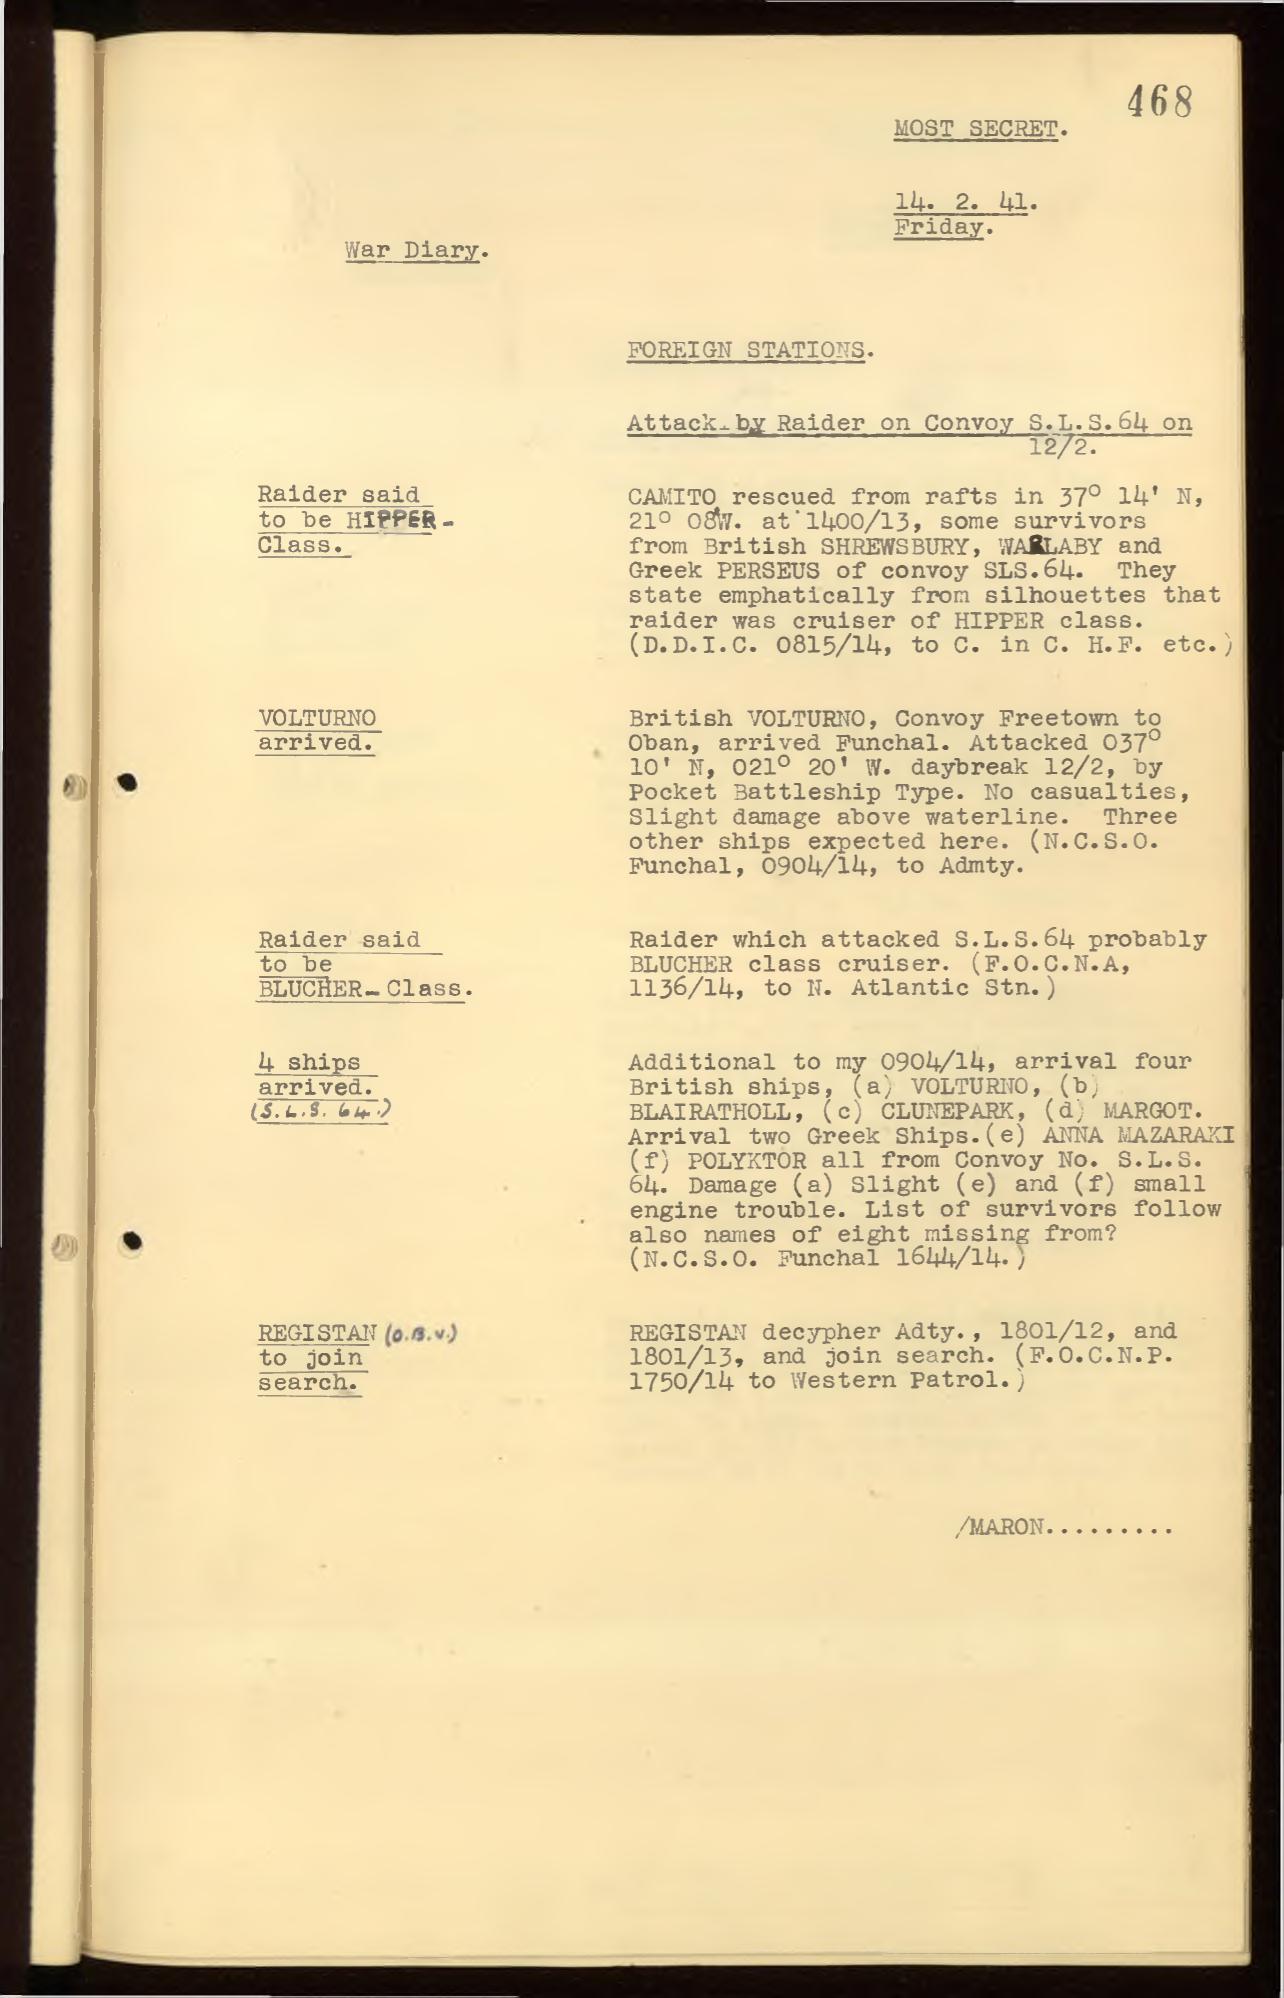 468
MOST SECRET.
14. 2. 41.
Friday.
War Diary.
FOREIGN STATIONS.
Attack by Raider on Convoy S.L.S.64 on
12/2.
Raider said
to be HIPPER-
Class.
CAMITO rescued from rafts in 37° 14' N,
21° 08'W. at 1400/13, some survivors
from British SHREWSBURY, WARLABY and
Greek PERSEUS of convoy SLS.64. They
state emphatically from silhouettes that
raider was cruiser of HIPPER class.
(D.D.I.C. 0815/14, to C. in C. H.F. etc.)
VOLTURNO
arrived.
British VOLTURNO, Convoy Freetown to
Oban, arrived Funchal. Attacked 037°
10' N, 021° 20' W. daybreak 12/2, by
Pocket Battleship Type. No casualties,
Slight damage above waterline. Three
other ships expected here. (N.C.S.O.
Funchal, 0904/14, to Admty.
Raider said
to be
BLUCHER-Class.
Raider which attacked S.L.S.64 probably
BLUCHER class cruiser. (F.O.C.N.A,
1136/14, to N. Atlantic Stn.)
4 ships
arrived.
(S.L.S. 64.)
Additional to my 0904/14, arrival four
British ships, (a) VOLTURNO, (b)
BLAIRATHOLL, (c) CLUNEPARK, (d) MARGOT.
Arrival two Greek Ships.(e) ANNA MAZARAKI
(f) POLYKTOR all from Convoy No. S.L.S.
64. Damage (a) Slight (e) and (f) small
engine trouble. List of survivors follow
also names of eight missing from?
(N.C.S.O. Funchal 1644/14.)
REGISTAN (O.B.V.)
to join
search.
REGISTAN decypher Adty., 1801/12, and
1801/13, and join search. (F.O.C.N.P.
1750/14 to Western Patrol.)
/MARON.........